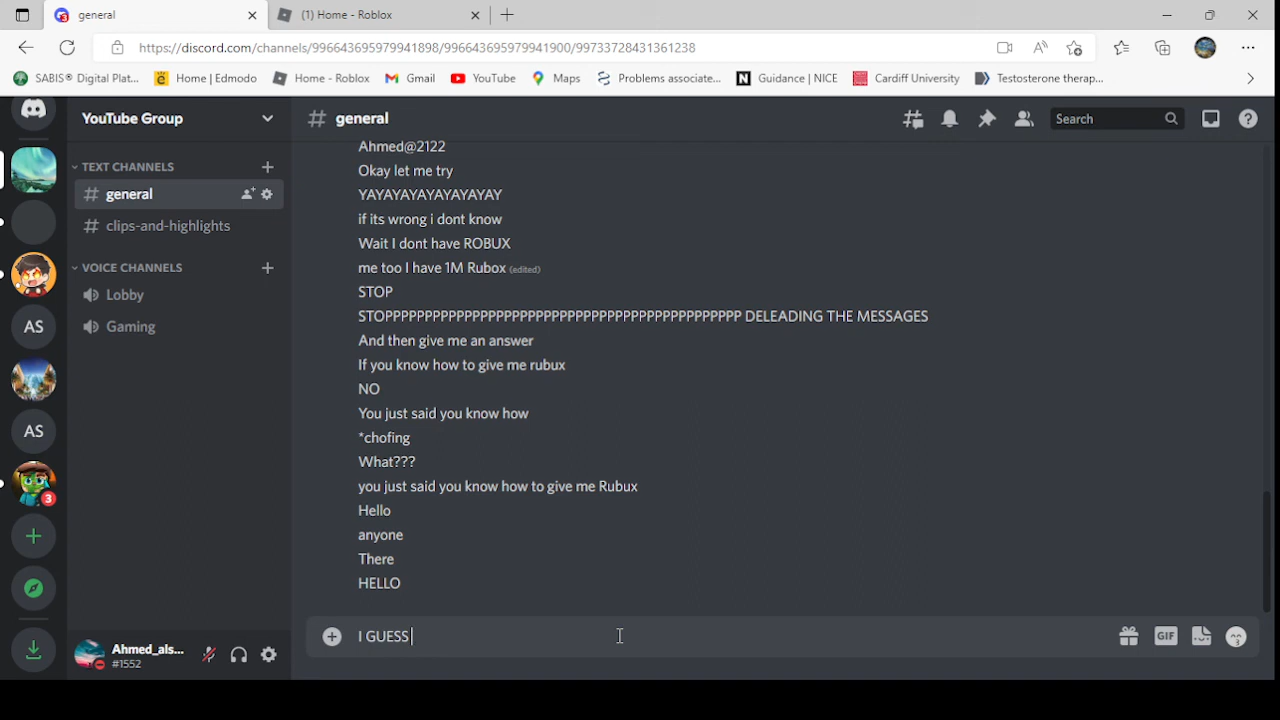 general
(1) Home - Roblox
https://discord.com/channels/996643695979941898/996643695979941900/99733728431361238
SABIS® Digital Plat...
Home | Edmodo
Home - Roblox
Gmail
YouTube
Maps
Problems associate...
Guidance | NICE
Cardiff University
Testosterone therap...
YouTube Group
general
Search
TEXT CHANNELS
general
clips-and-highlights
VOICE CHANNELS
Lobby
Gaming
AS
AS
3
Ahmed@2122
Okay let me try
YAYAYAYAYAYAYAYAY
if its wrong i dont know
Wait I dont have ROBUX
me too I have 1M Rubox (edited)
STOP
STOPPPPPPPPPPPPPPPPPPPPPPPPPPPPPPPPPPPPPPPPPPPPP DELEADING THE MESSAGES
And then give me an answer
If you know how to give me rubux
NO
You just said you know how
*chofing
What???
you just said you know how to give me Rubux
Hello
anyone
There
HELLO
I GUESS
GIF
Ahmed_als...
#1552